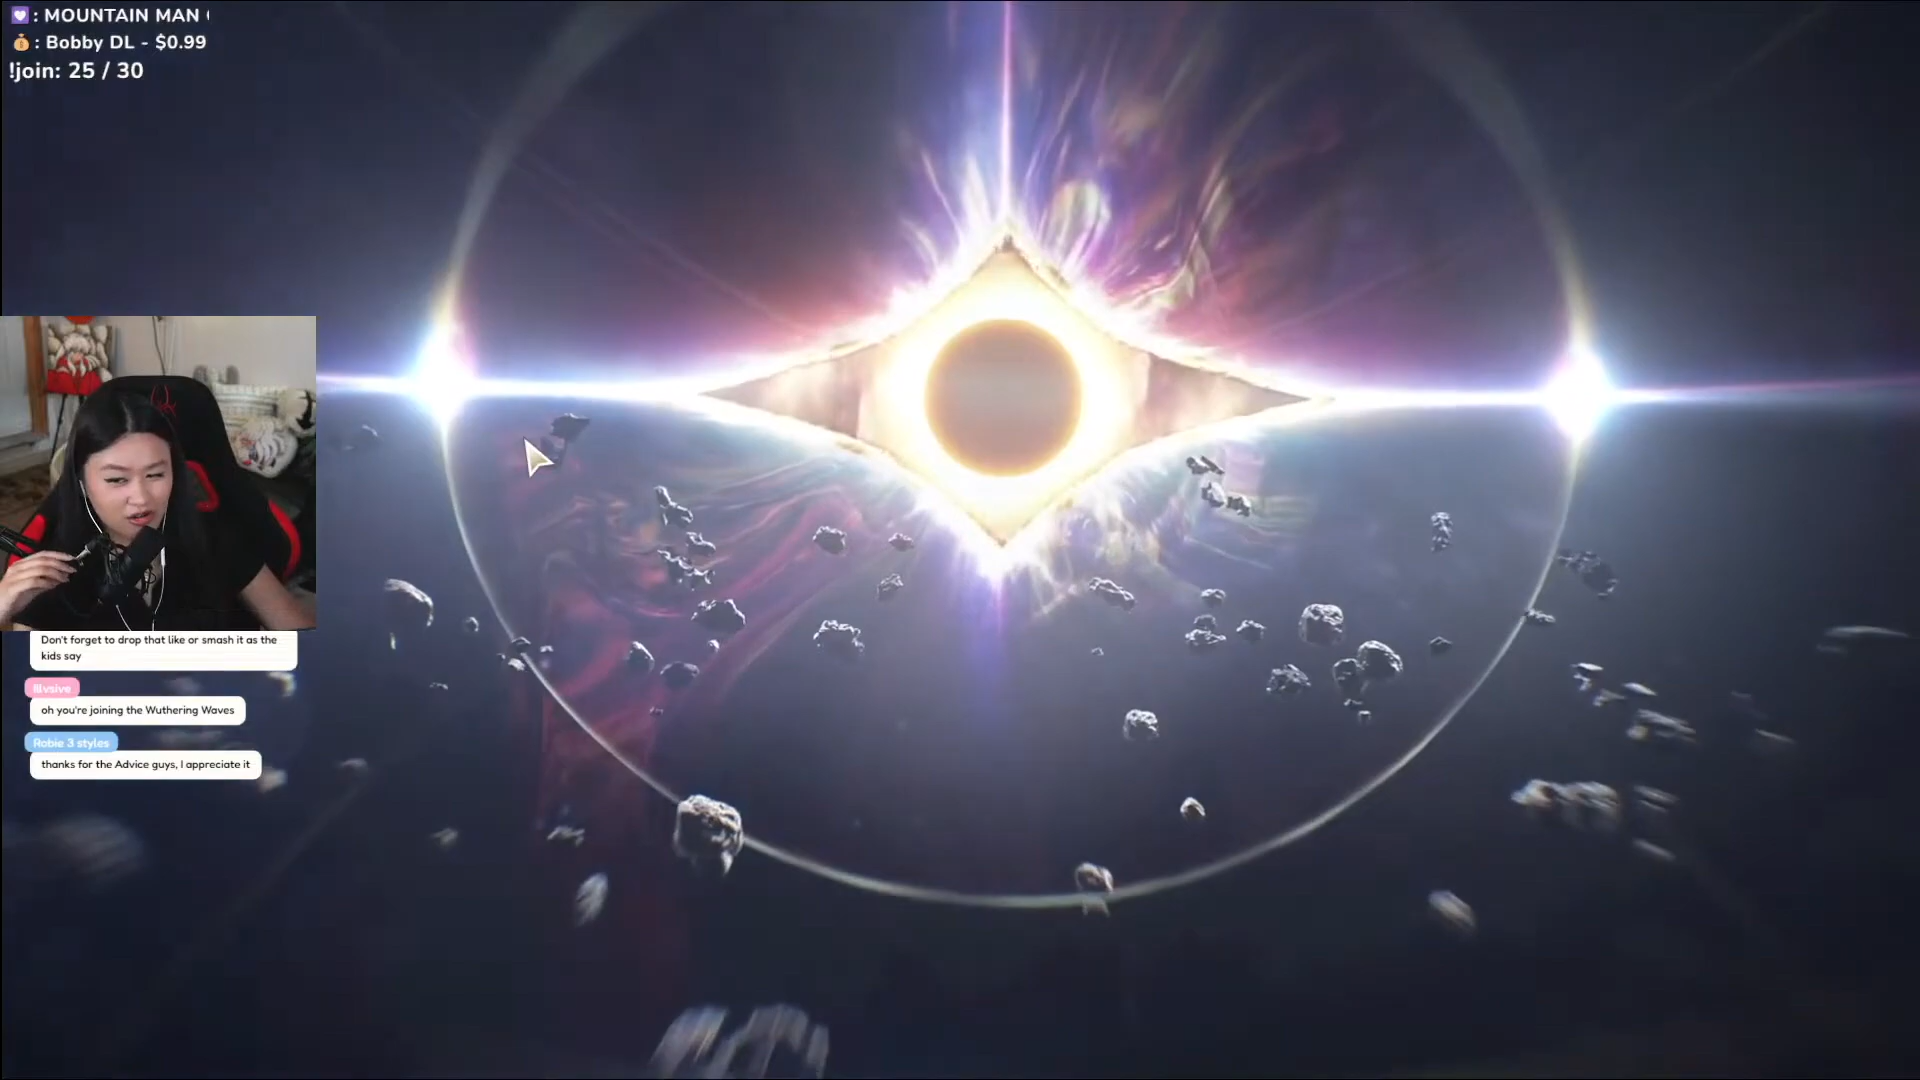 : MOUNTAIN MAN
: Bobby DL - $0.99
!join: 25 / 30
Don't forget to drop that like or smash it as the
kids say
lilvsive
oh you're joining the Wuthering Waves
Robie 3 styles
thanks for the Advice guys, I appreciate it